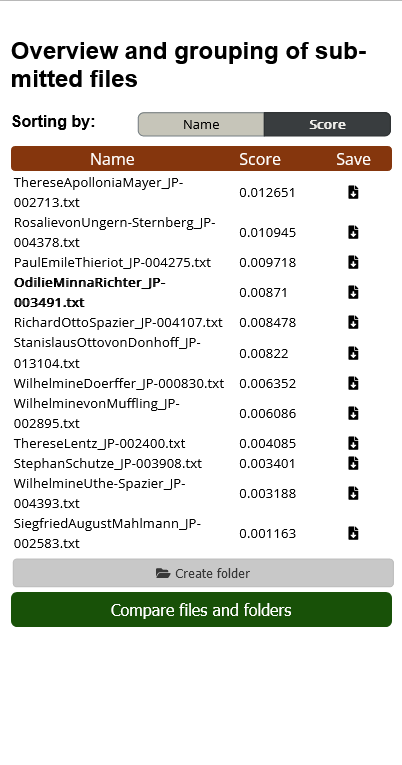 Overview and grouping of sub-
mitted files
Sorting by: Name Score
Name Score Save
ThereseApolloniaMayer_JP-
002713.txt 0.012651
RosalievonUngern-Sternberg_JP-
004378.txt 0.010945
PaulEmileThieriot_JP-004275.txt 0.009718
OdilieMinnaRichter_JP-
003491.txt 0.00871
RichardOttoSpazier_JP-004107.txt 0.008478
StanislausOttovonDonhoff_JP-
013104.txt 0.00822
WilhelmineDoerffer_JP-000830.txt 0.006352
WilhelminevonMuffling_JP-
002895.txt 0.006086
ThereseLentz_JP-002400.txt 0.004085
StephanSchutze_JP-003908.txt 0.003401
WilhelmineUthe-Spazier_JP-
004393.txt 0.003188
SiegfriedAugustMahlmann_JP-
002583.txt 0.001163
Create folder
Compare files and folders